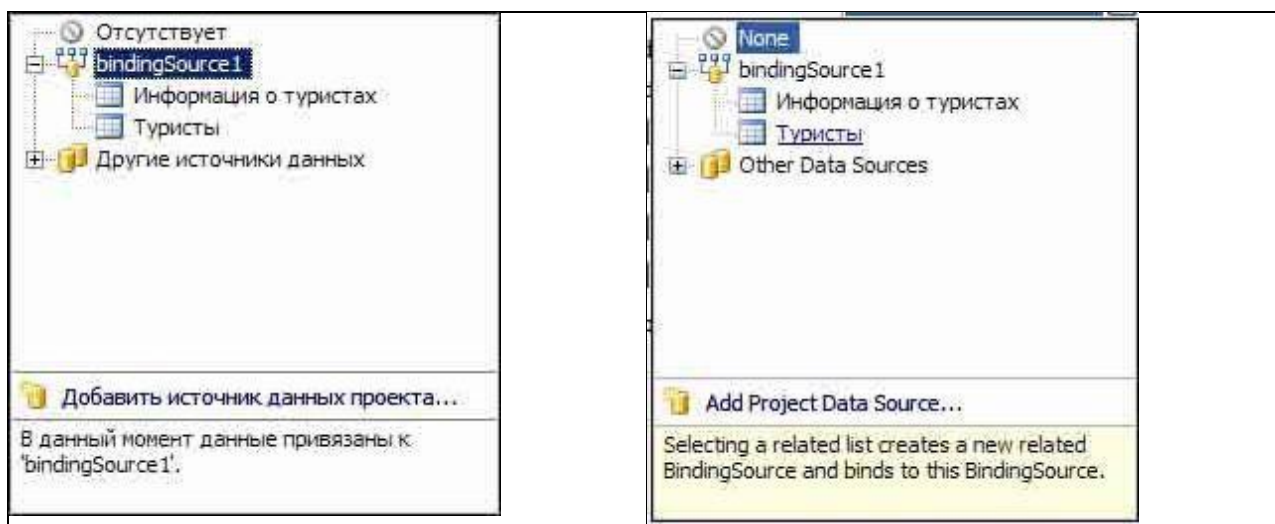 Отсутствует
bindingSource1
Информация о туристах
Туристы
Другие источники данных
Добавить источник данных проекта...
В данный момент данные привязаны к
'bindingSource1'.
None
bindingSource1
Информация о туристах
Туристы
Other Data Sources
Add Project Data Source...
Selecting a related list creates a new related
BindingSource and binds to this BindingSource.